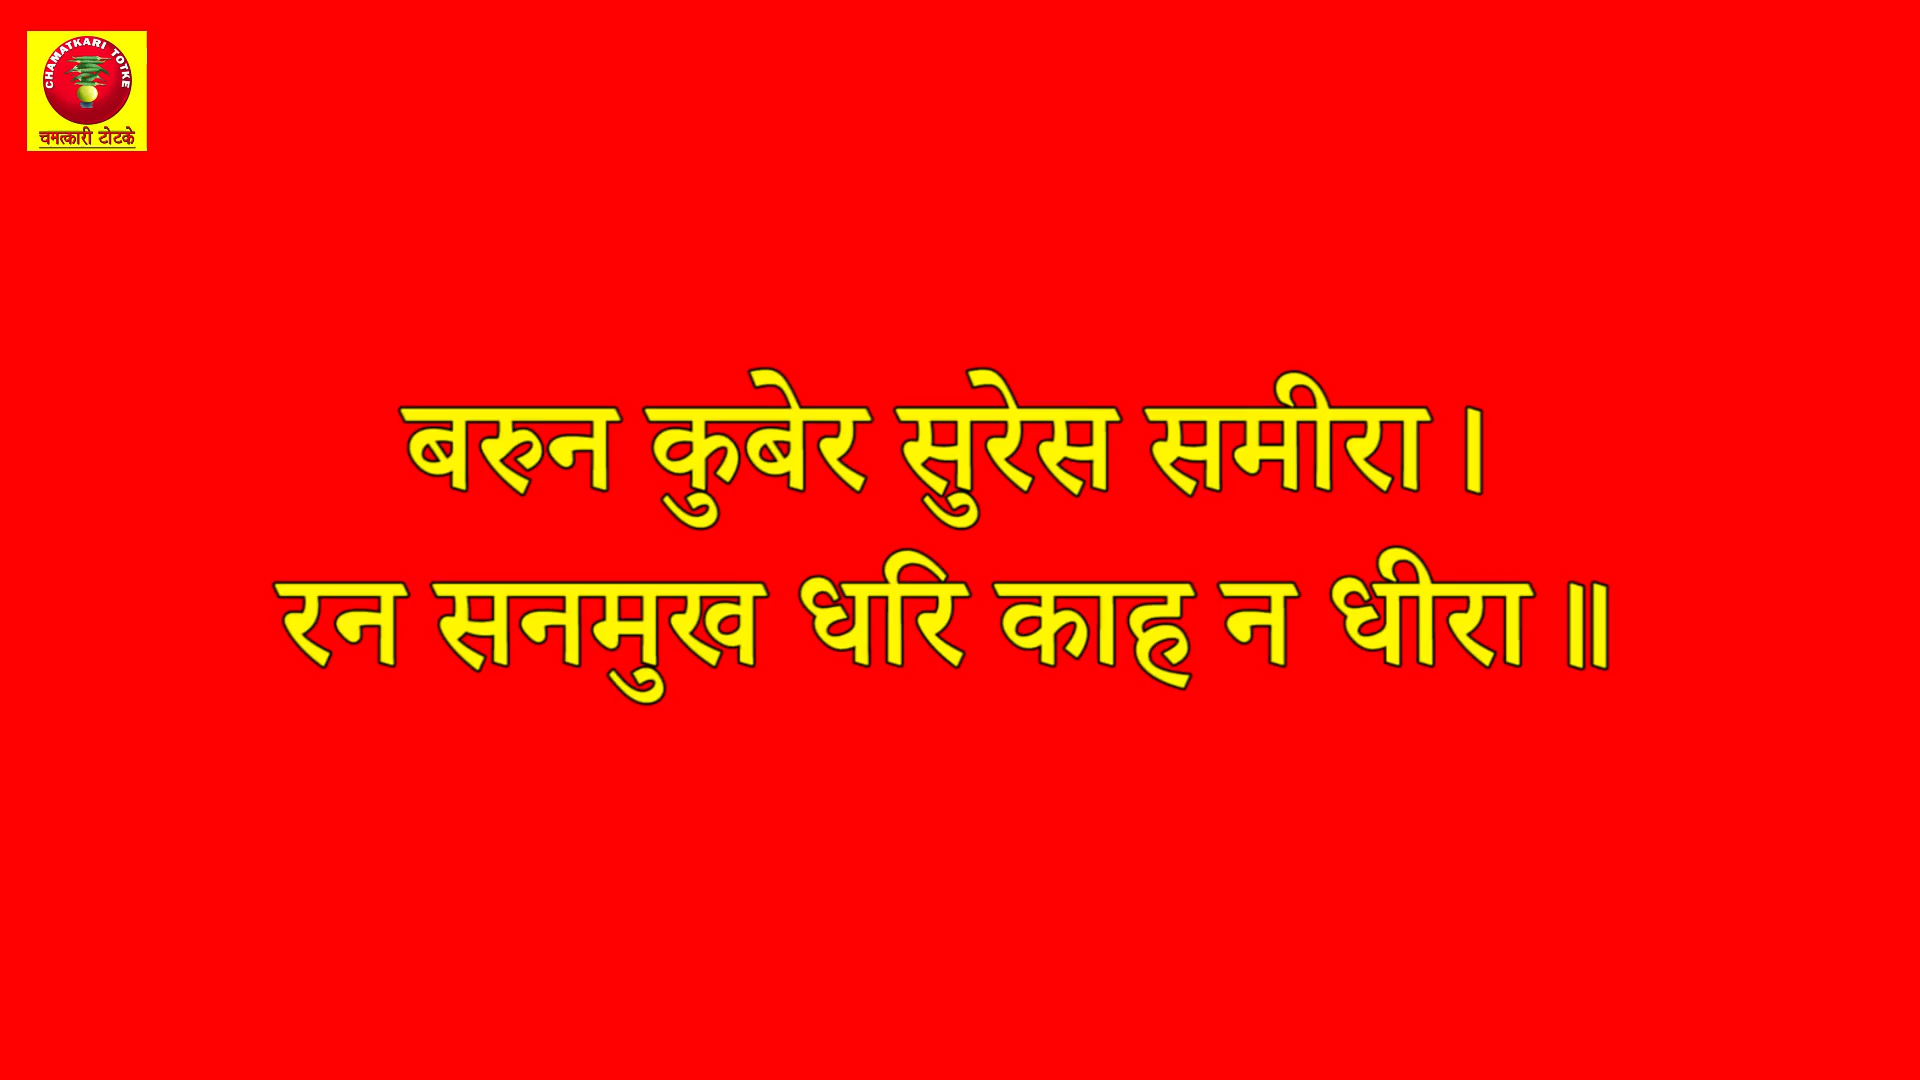 CHAMATKARI TOTKE
चमत्कारी टोटके
बरुन कुबेर सुरेस समीरा ।
रन सनमुख धरि काह न धीरा ॥